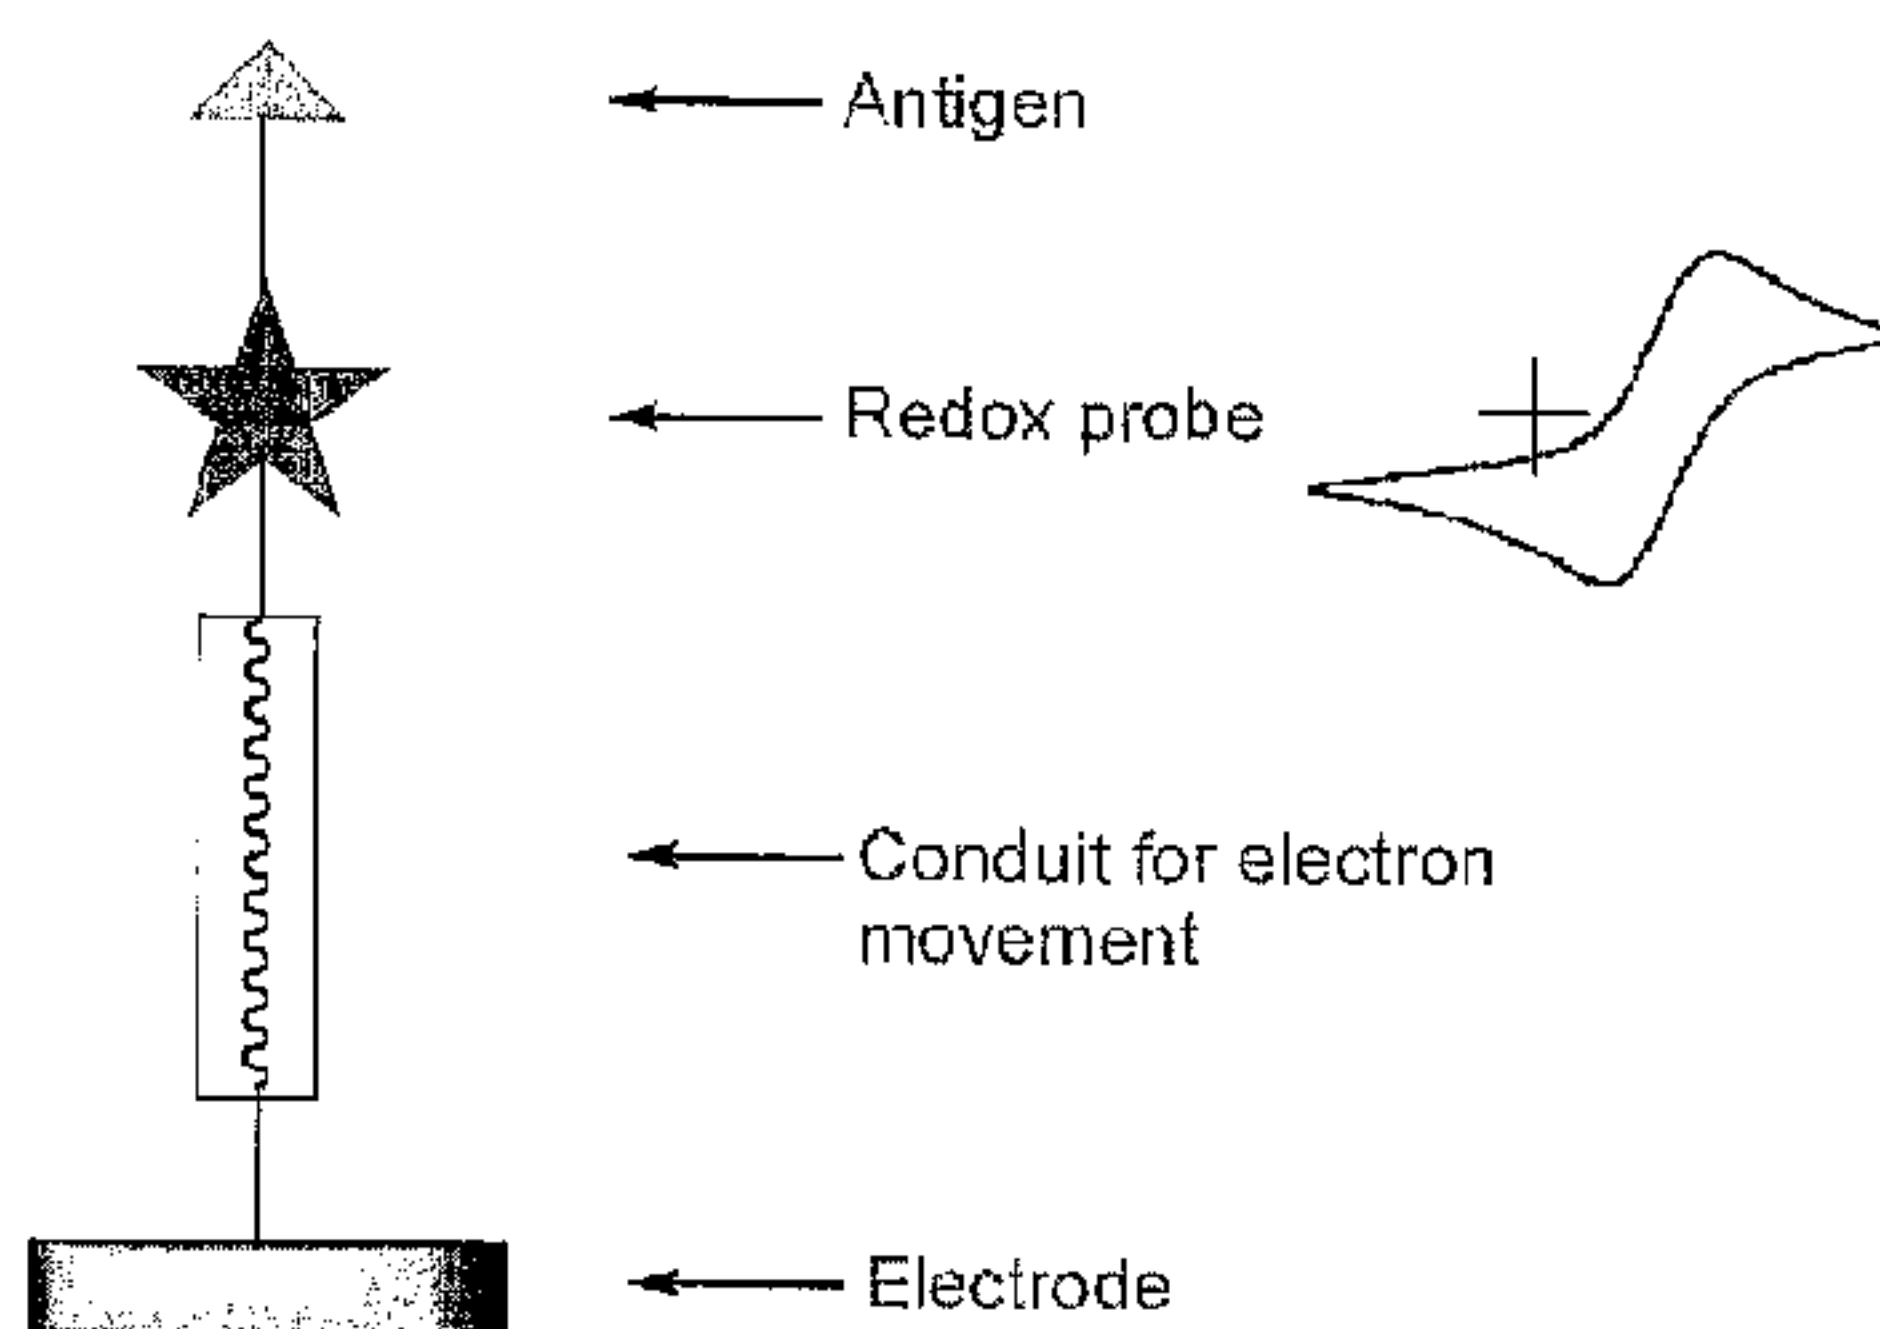 Antigen
Redox probe
Conduit for electron
movement
Electrode